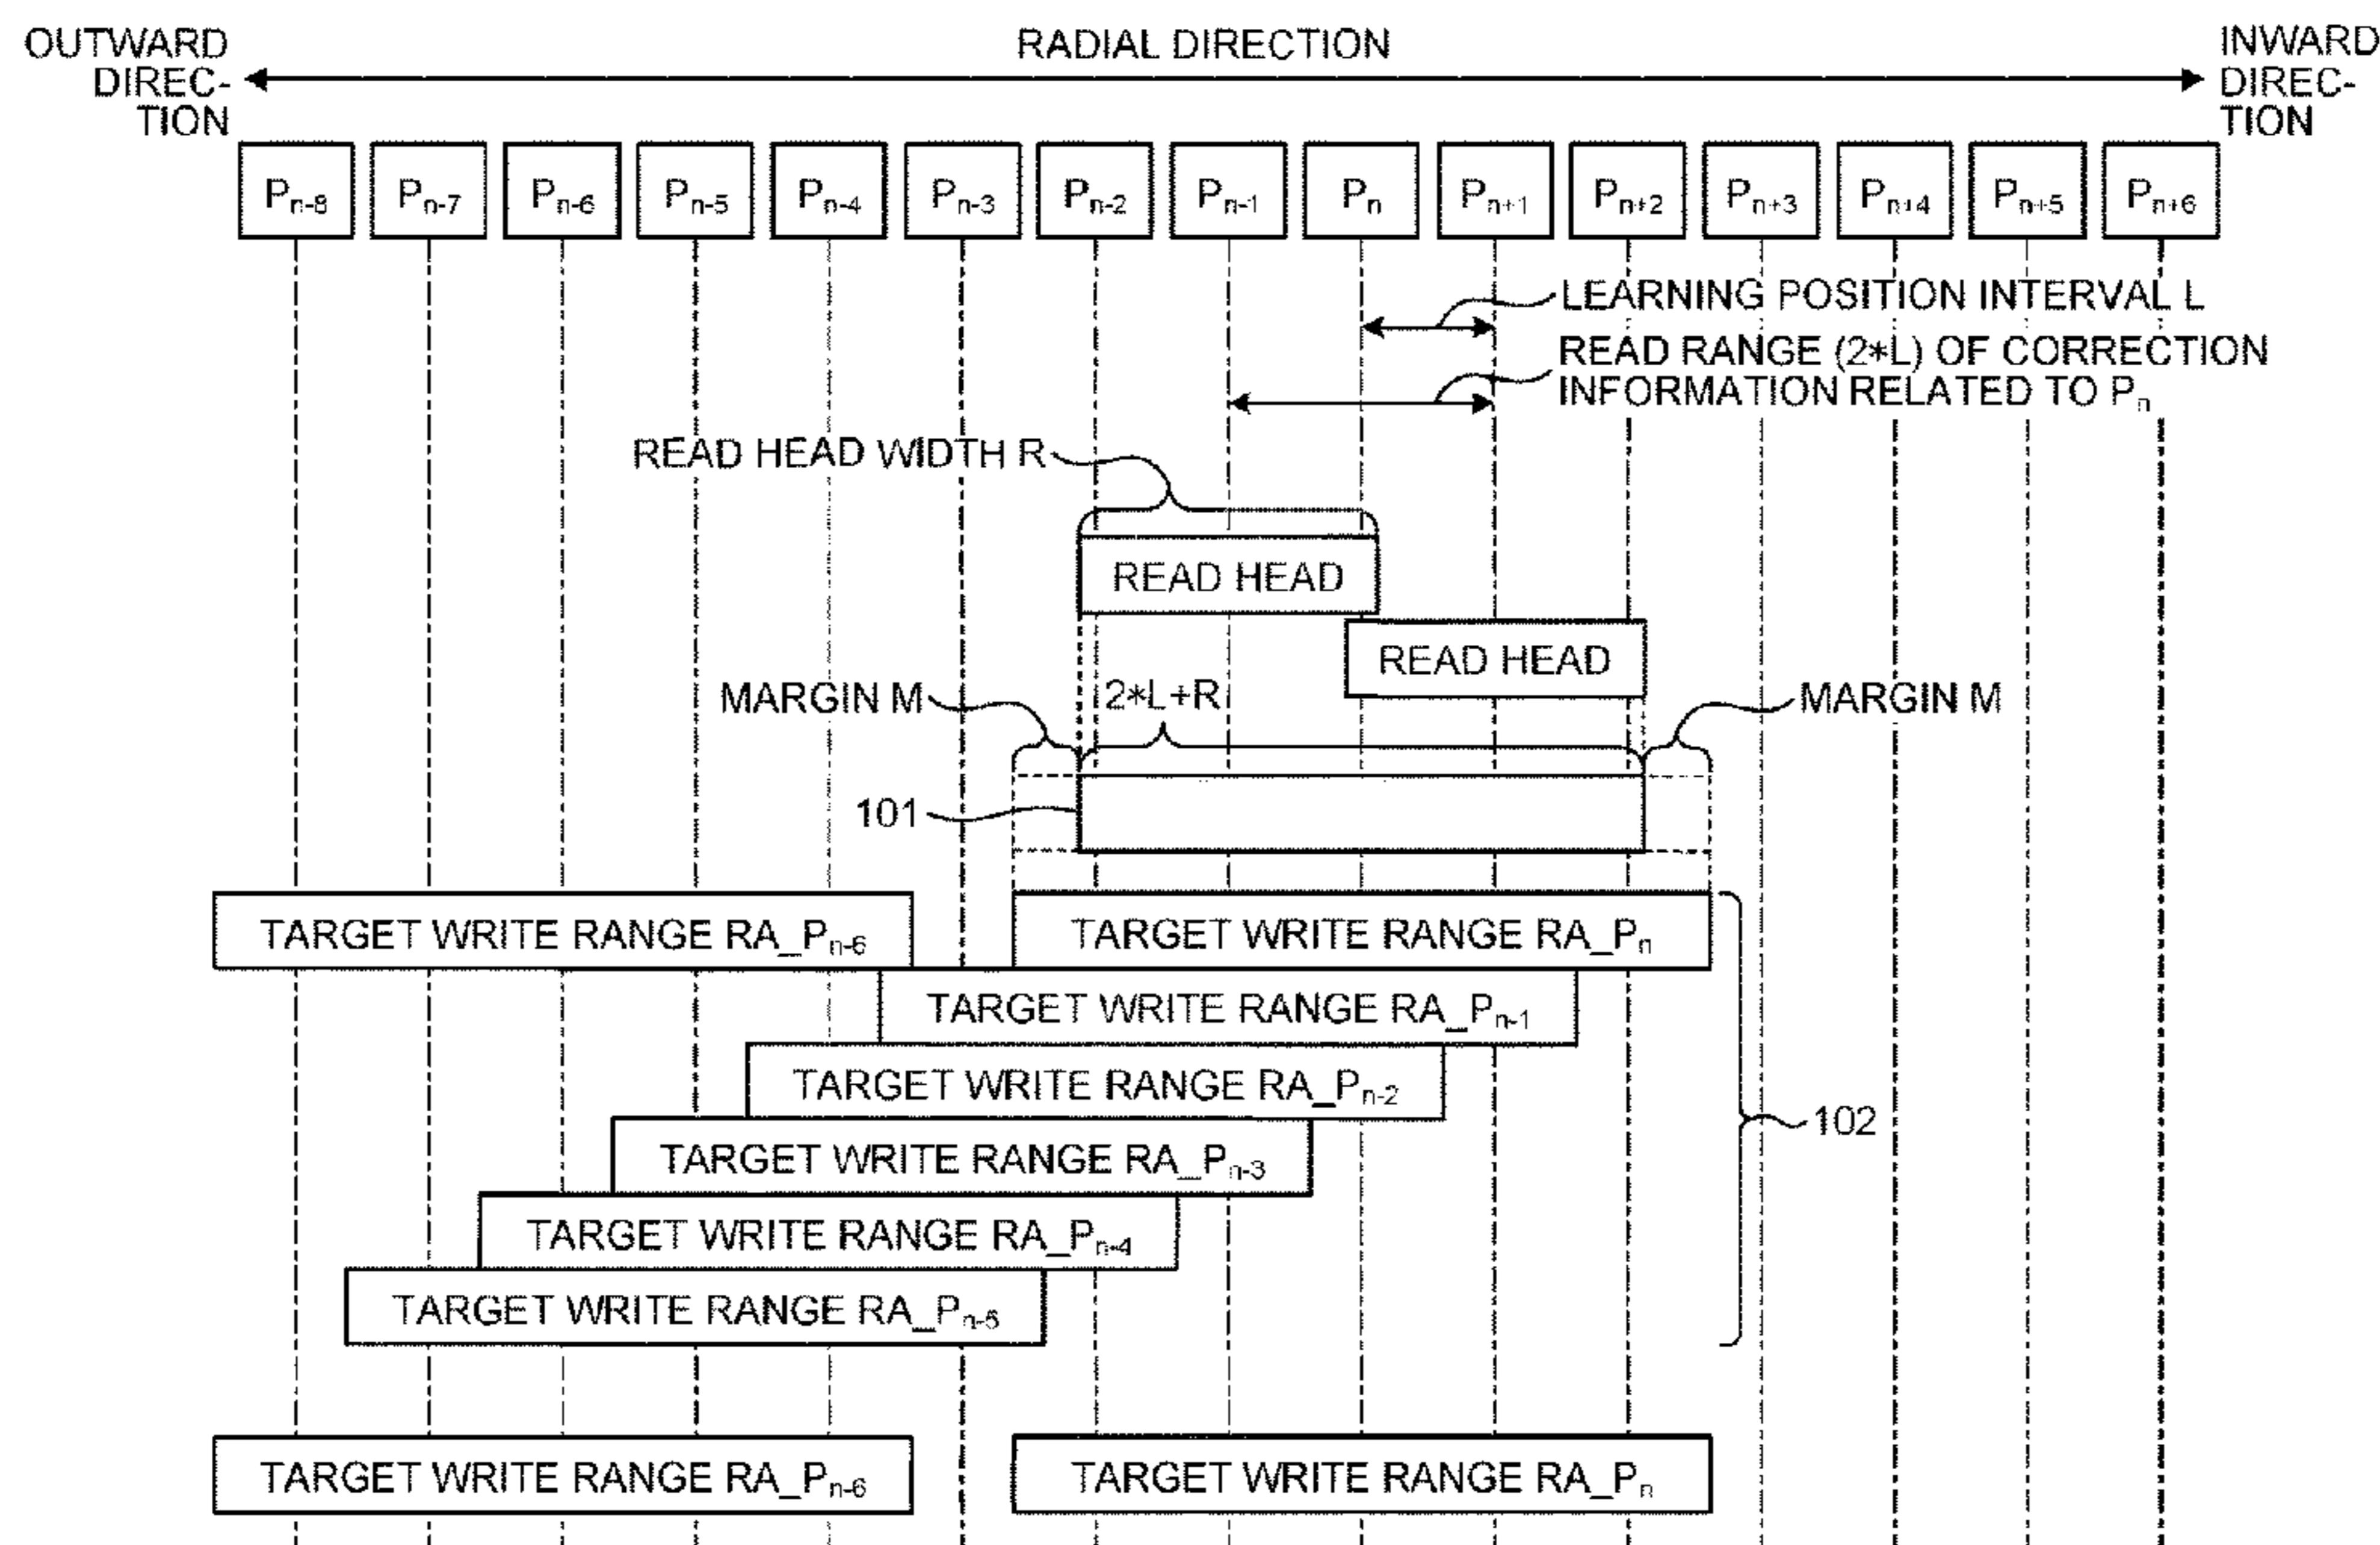 OUTWARD
DIREC-
TION
RADIAL DIRECTION
INWARD
DIREC-
TION
Pn-8 Pn-7 Pn-6 Pn-5 Pn-4 Pn-3 Pn-2 Pn-1 Pn Pn+1 Pn+2 Pn+3 Pn+4 Pn+5 Pn+6
LEARNING POSITION INTERVAL L
READ RANGE (2*L) OF CORRECTION
INFORMATION RELATED TO Pn
READ HEAD WIDTH R
READ HEAD
READ HEAD
MARGIN M
2*L+R
MARGIN M
101
TARGET WRITE RANGE RA_Pn-6
TARGET WRITE RANGE RA_Pn
TARGET WRITE RANGE RA_Pn-1
TARGET WRITE RANGE RA_Pn-2
102
TARGET WRITE RANGE RA_Pn-3
TARGET WRITE RANGE RA_Pn-4
TARGET WRITE RANGE RA_Pn-5
TARGET WRITE RANGE RA_Pn-6
TARGET WRITE RANGE RA_Pn